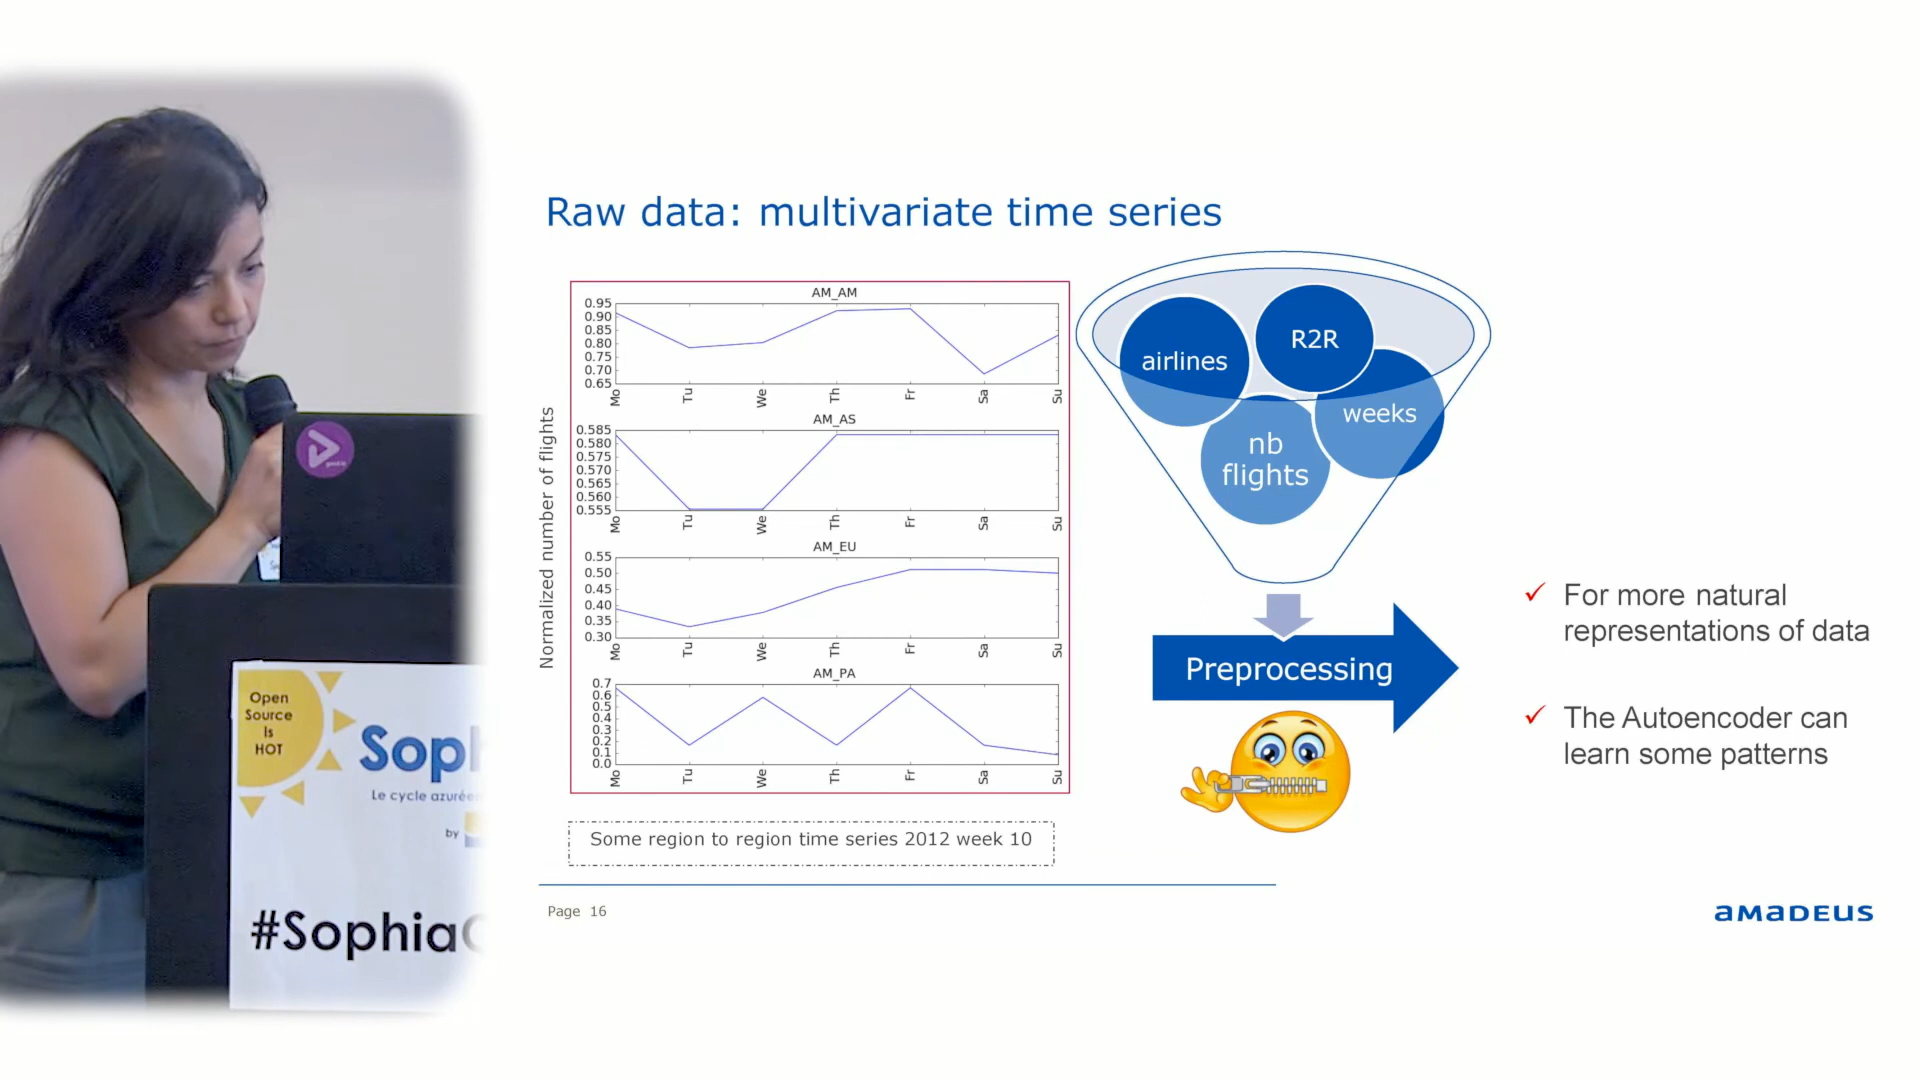 Raw data: multivariate time series
Normalized number of flights
AM_AM
0.95
0.90
0.85
0.80
0.75
0.70
0.65
Mo Tu We Th Fr Sa Su
AM_AS
0.585
0.580
0.575
0.570
0.565
0.560
0.555
Mo Tu We Th Fr Sa Su
AM_EU
0.55
0.50
0.45
0.40
0.35
0.30
Mo Tu We Th Fr Sa Su
AM_PA
0.7
0.6
0.5
0.4
0.3
0.2
0.1
0.0
Mo Tu We Th Fr Sa Su
Some region to region time series 2012 week 10
airlines
R2R
weeks
nb
flights
Preprocessing
For more natural
representations of data
The Autoencoder can
learn some patterns
Page 16
amadeus
Open
Source
is
HOT
Soph
Le cycle azuréen
by
#SophiaC